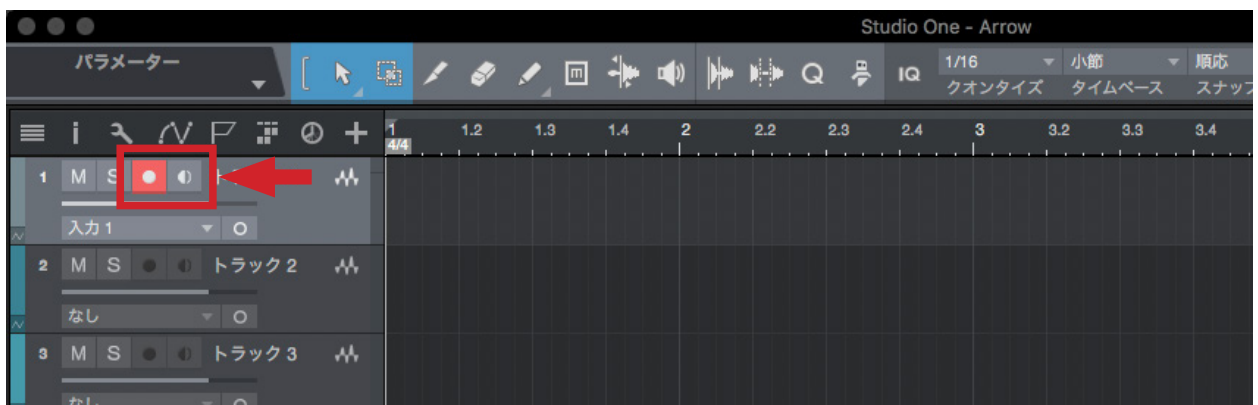 Studio One - Arrow
パラメーター
IQ
1/16 小節 順応
クオンタイズ タイムベース スナップ
1 1.2 1.3 1.4 2 2.2 2.3 2.4 3 3.2 3.3 3.4
4/4
1 M S ト
入力 1
2 M S トラック 2
なし
3 M S トラック 3
なし